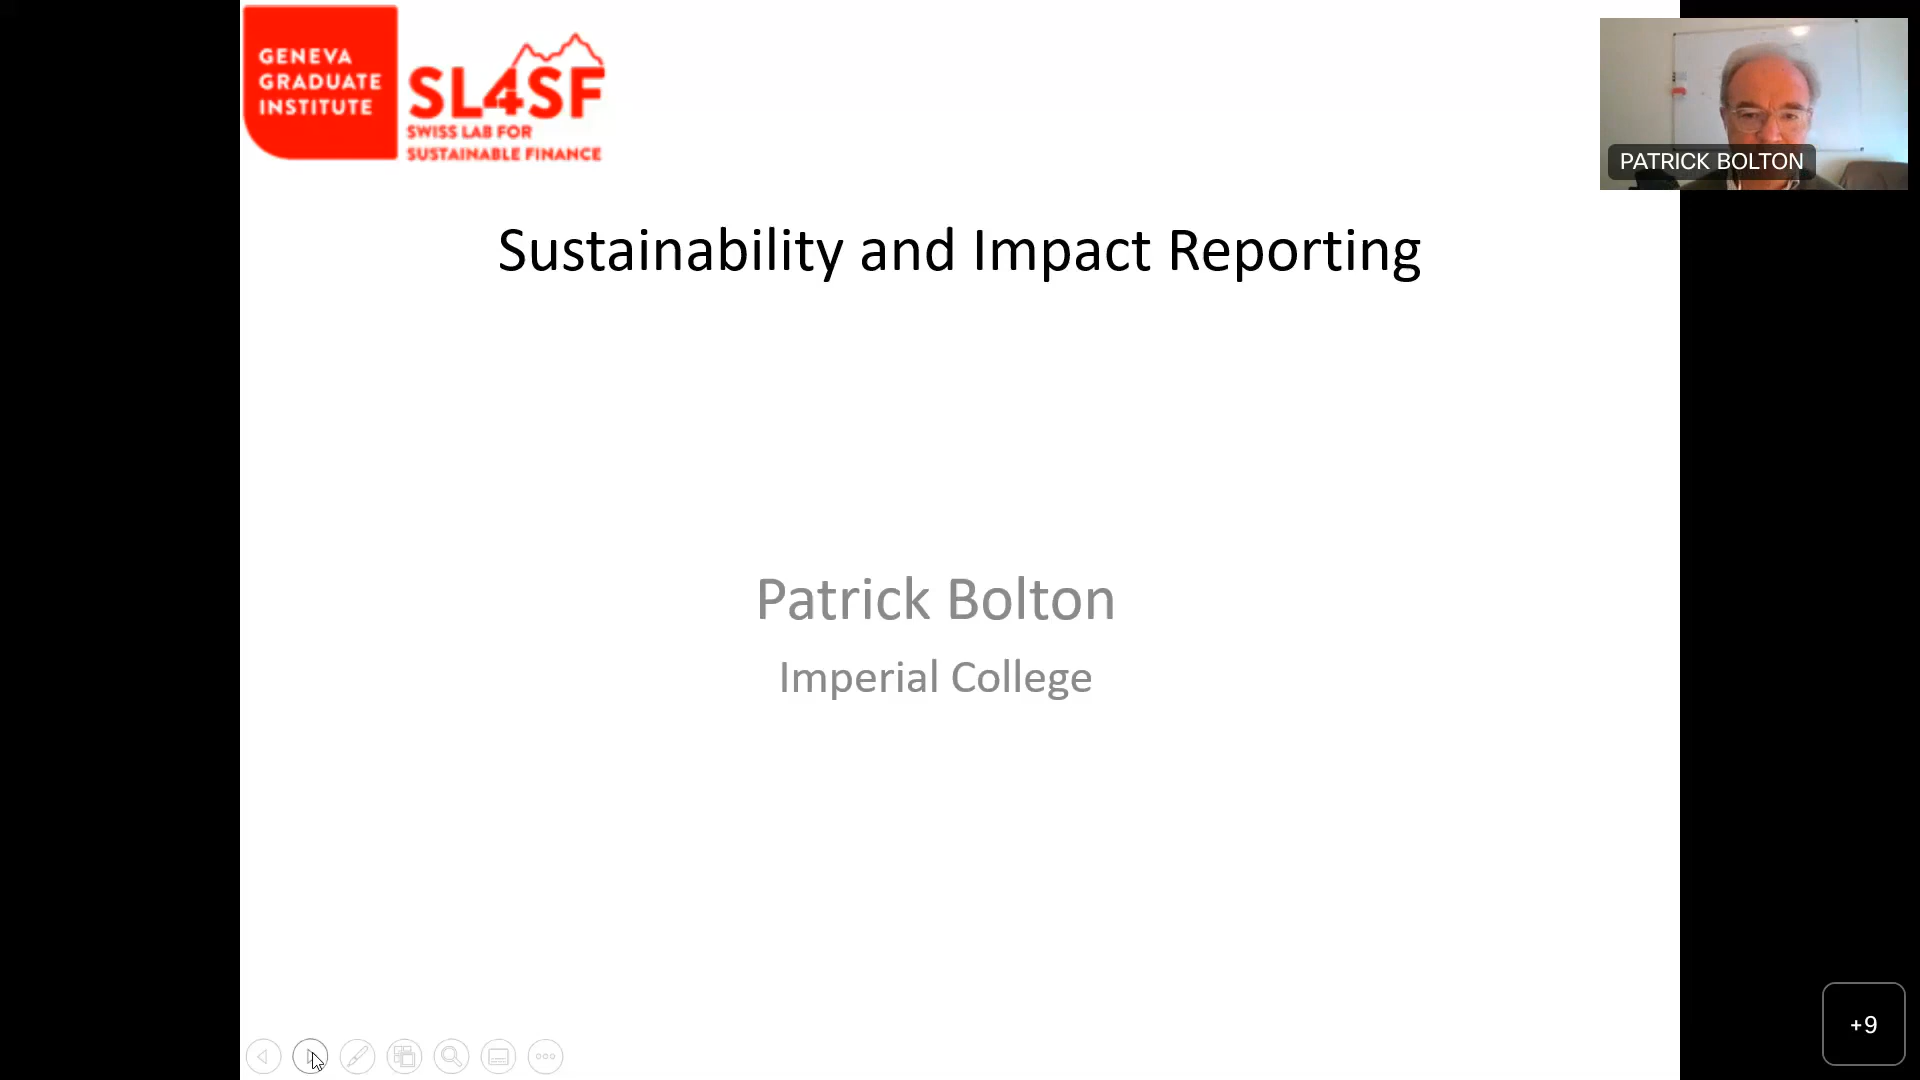 GENEVA
GRADUATE
INSTITUTE
SL4SF
SWISS LAB FOR
SUSTAINABLE FINANCE
PATRICK BOLTON
Sustainability and Impact Reporting
Patrick Bolton
Imperial College
+9